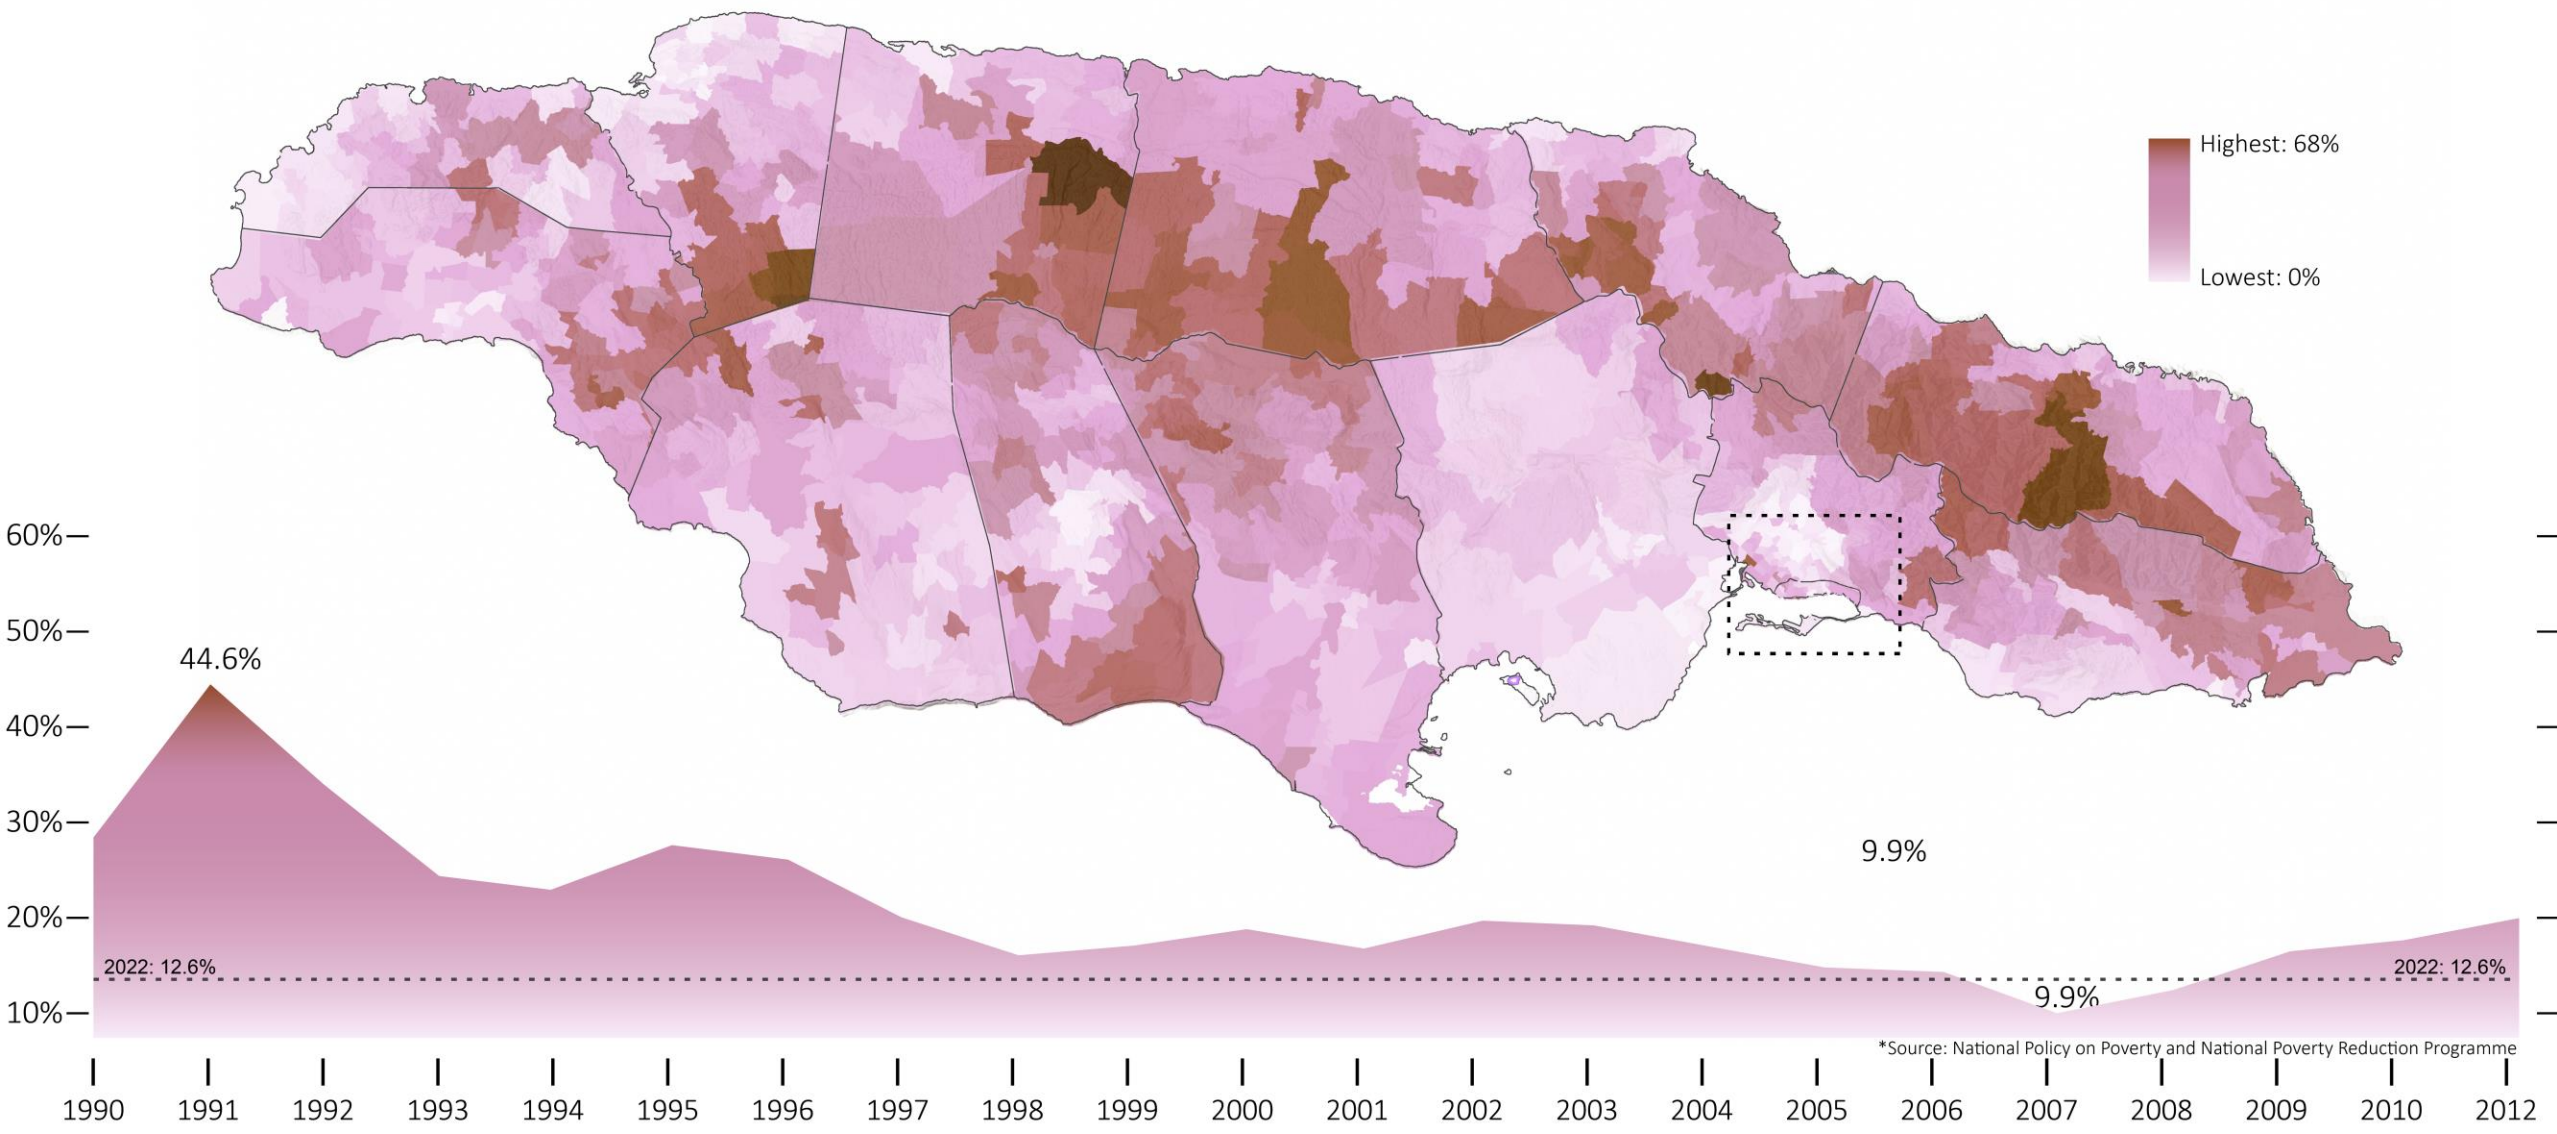 Highest: 68%
Lowest: 0%
60%
50%
44.6%
40%
30%
9.9%
20%
2022: 12.6%
2022: 12.6%
9.9%
10%
*Source: National Policy on Poverty and National Poverty Reduction Programme
1990 1991 1992 1993 1994 1995 1996 1997 1998 1999 2000 2001 2002 2003 2004 2005 2006 2007 2008 2009 2010 2012